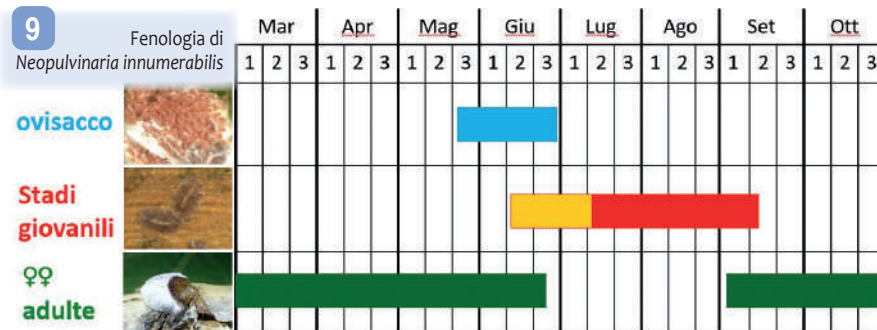 9
Fenologia di
Neopulvinaria innumerabilis
Mar Apr Mag Giu Lug Ago Set Ott
1 2 3 1 2 3 1 2 3 1 2 3 1 2 3 1 2 3 1 2 3 1 2 3
ovisacco
Stadi
giovanili
♀♀
adulte